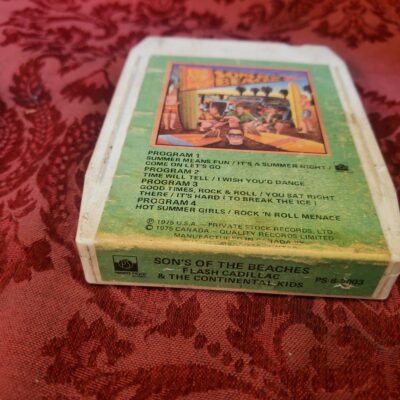 PROGRAM 1
SUMMER MEANS FUN / IT'S A SUMMER NIGHT /
COME ON LET'S GO
PROGRAM 2
TIME WILL TELL / I WISH YOU'D DANCE
PROGRAM 3
GOOD TIMES, ROCK & ROLL / YOU SAT RIGHT
THERE / IT'S HARD ( TO BREAK THE ICE )
PROGRAM 4
HOT SUMMER GIRLS / ROCK 'N ROLL MENACE
Ⓟ 1975 U.S.A. - PRIVATE STOCK RECORDS, LTD.
© 1975 CANADA - QUALITY RECORDS LIMITED
MANUFACTURED IN CANADA
SON'S OF THE BEACHES
FLASH CADILLAC
& THE CONTINENTAL KIDS